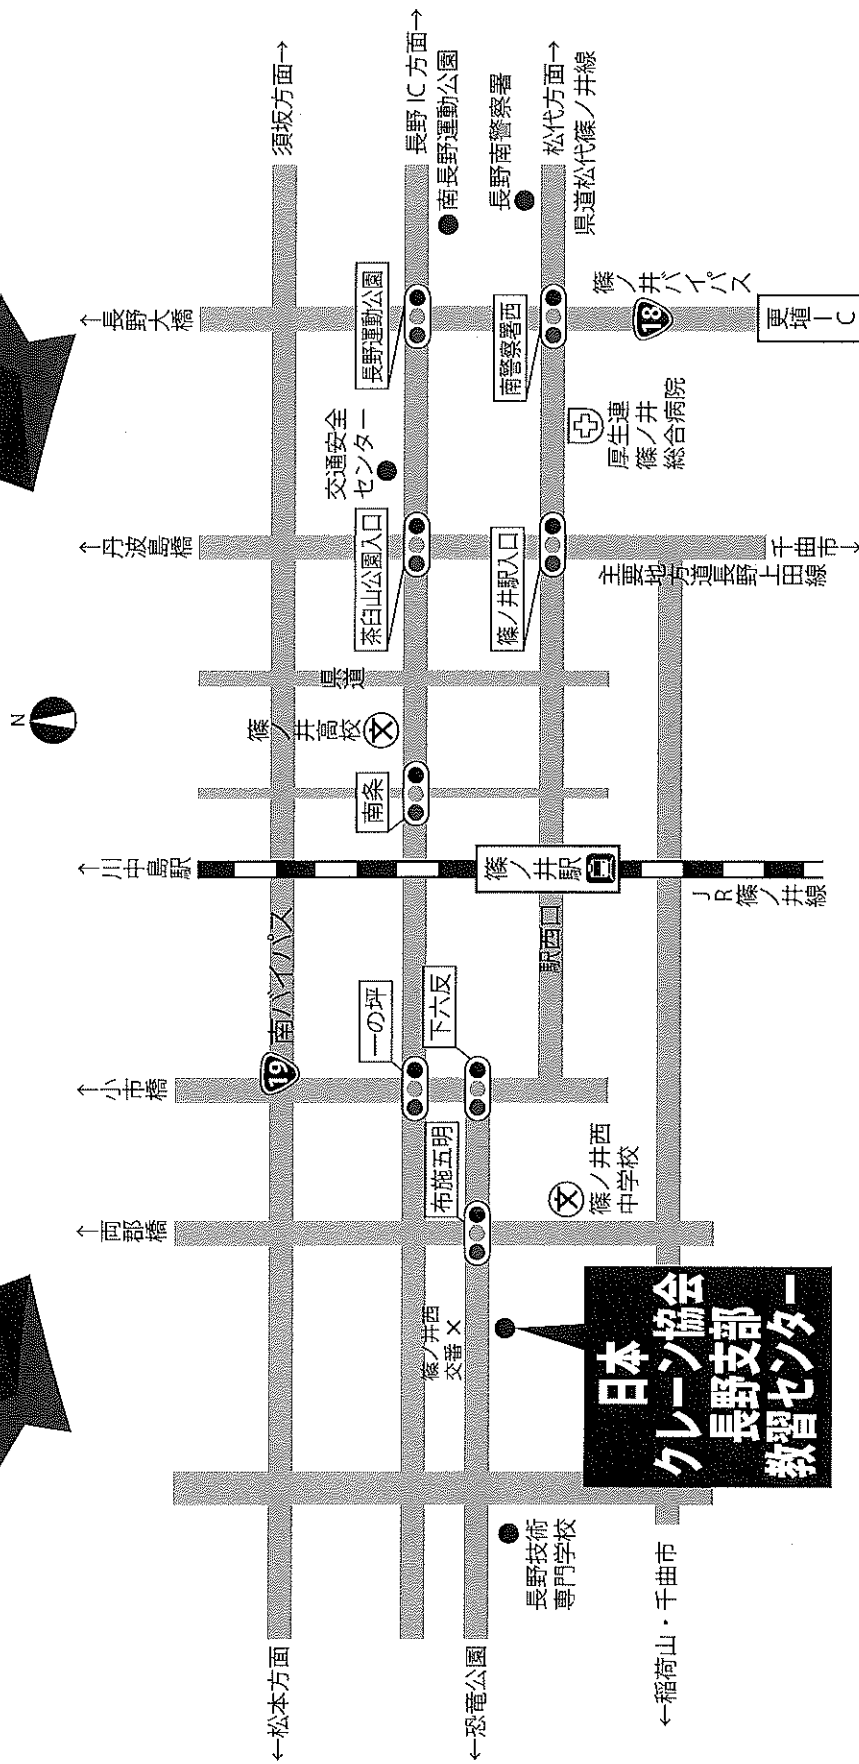 N
↑長野大橋
↑丹波島橋
↑川中島駅
↑小市橋
↑両郡橋
須坂方面→
19
南バイパス
←松本方面
長野IC方面→
南長野運動公園
長野運動公園
交通安全
センター
茶臼山公園入口
県道
篠ノ井高校
文
南条
一の坪
長野南警察署
松代方面→
県道松代篠ノ井線
南警察署西
篠ノ井バイパス
18
更埴IC
厚生連
篠ノ井
総合病院
篠ノ井駅入口
千曲市→
主要地方道長野上田線
篠ノ井駅
JR篠ノ井線
駅西口
下六反
布施五明
文
篠ノ井西
中学校
篠ノ井西
交番
×
日本
クレーン協会
長野支部
教習センター
長野技術
専門学校
←恐竜公園
←稲荷山・千曲市